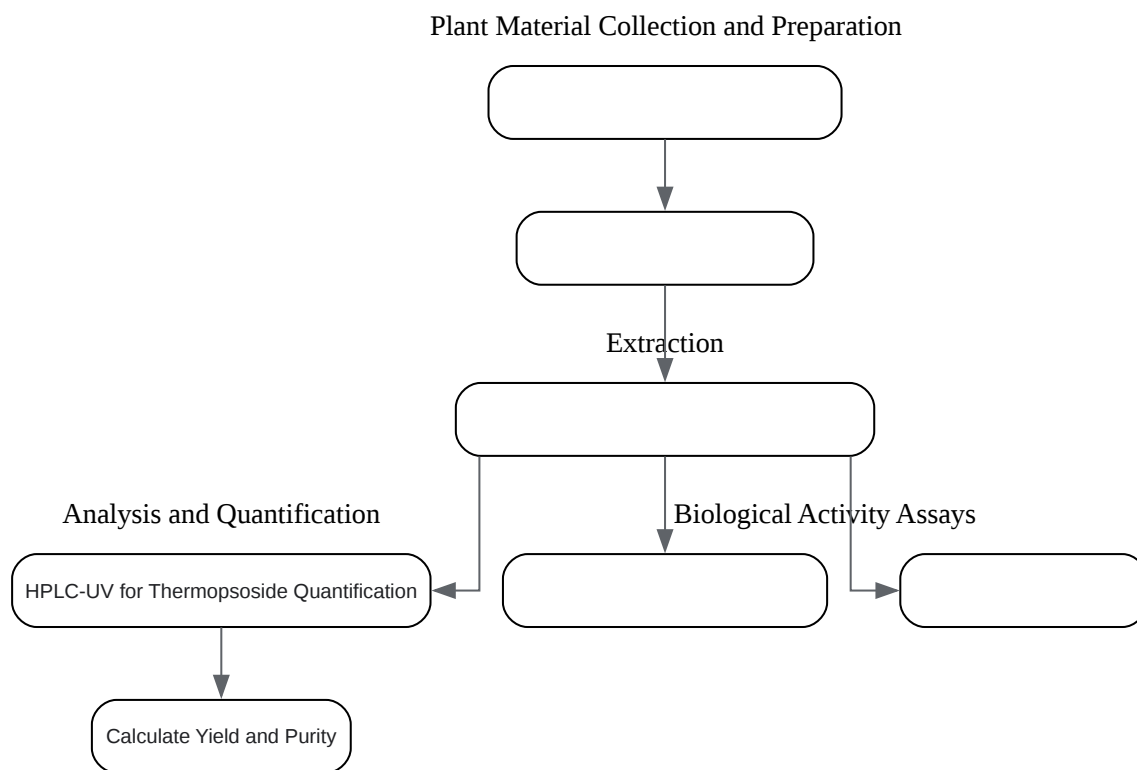 Plant Material Collection and Preparation
Extraction
Analysis and Quantification
Biological Activity Assays
HPLC-UV for Thermopsoside Quantification
Calculate Yield and Purity